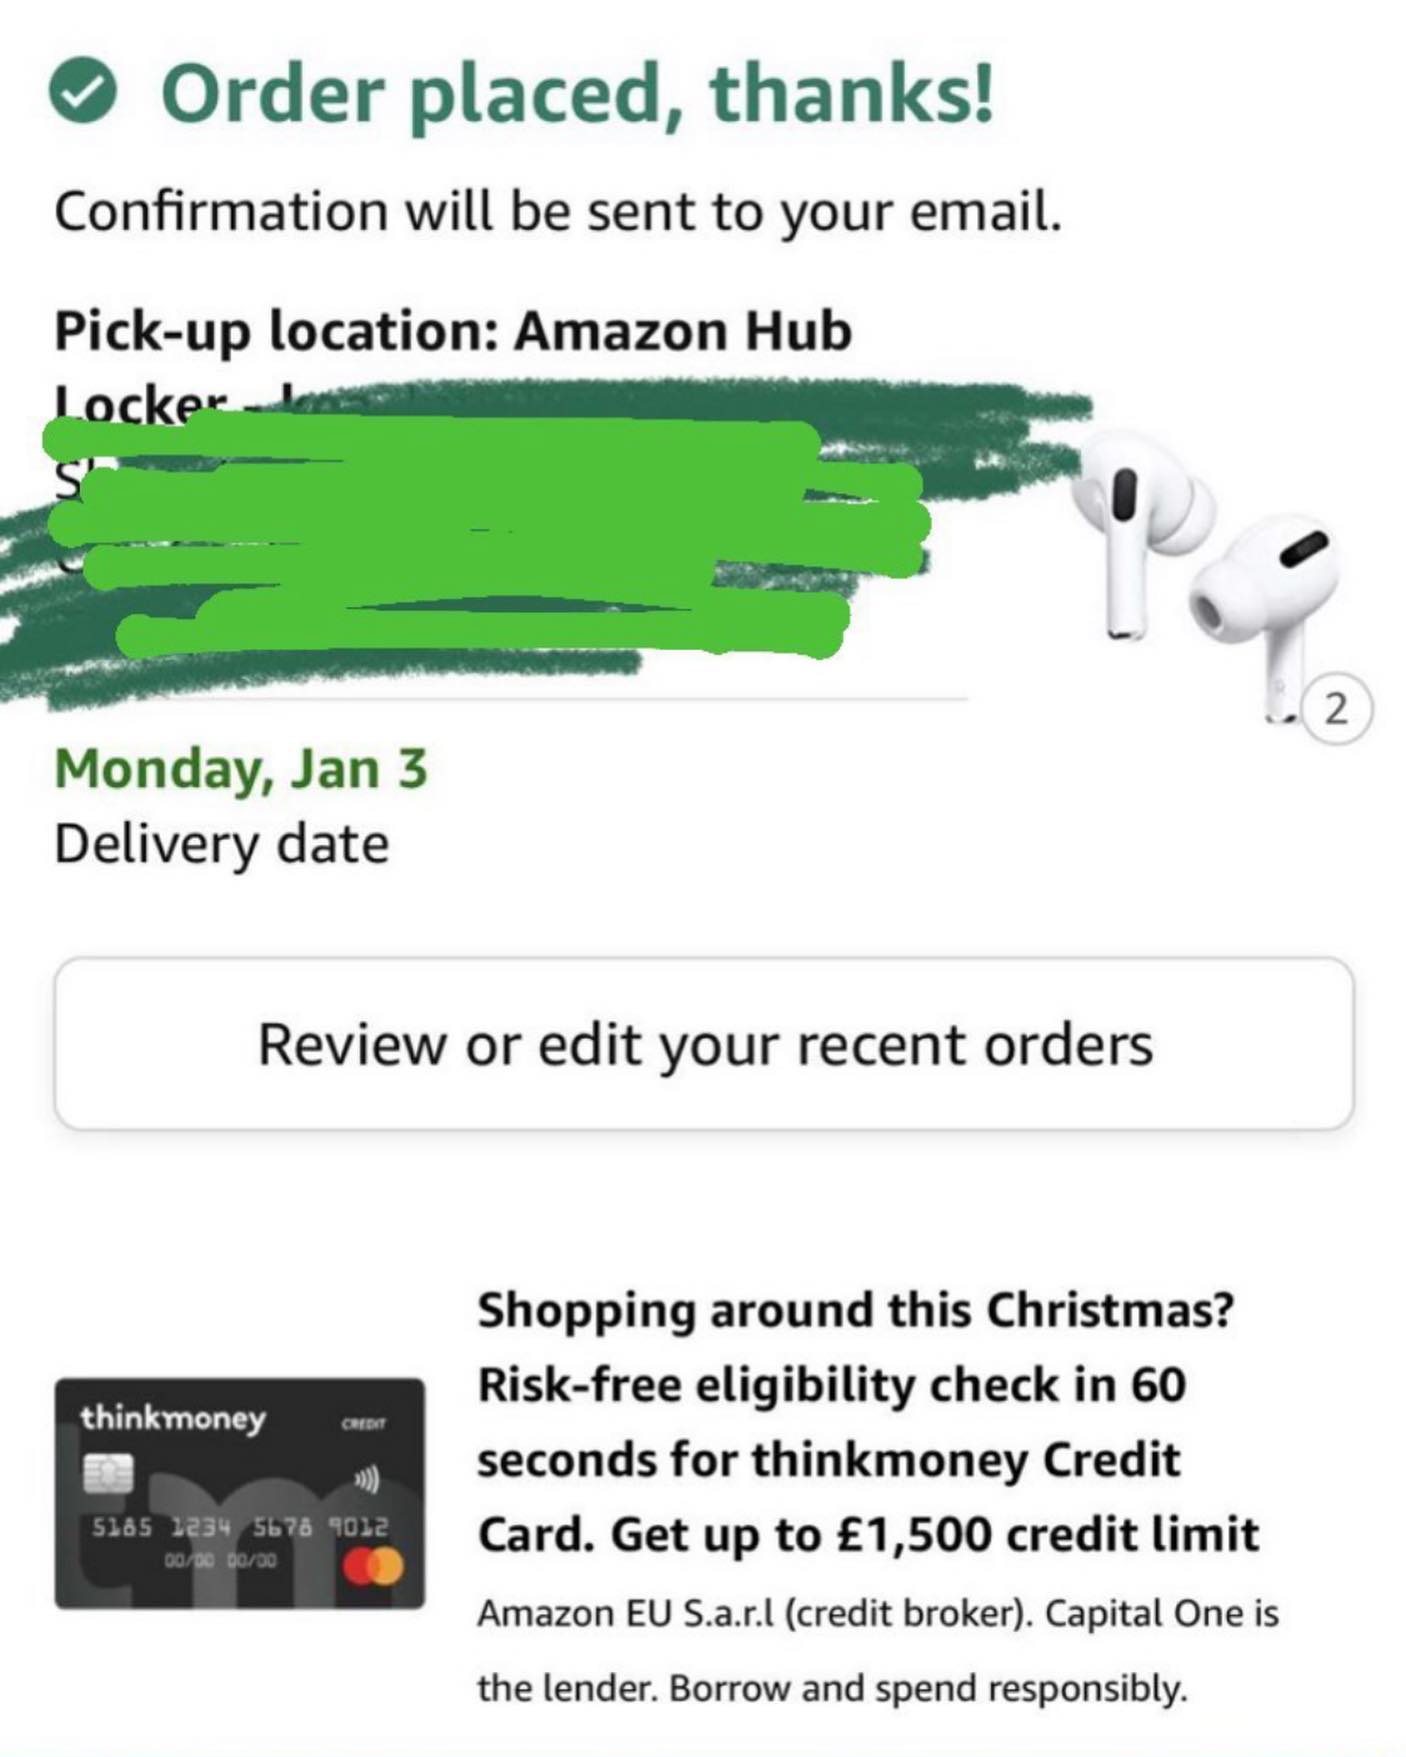 Order placed, thanks!
Confirmation will be sent to your email.
Pick-up location: Amazon Hub
Locker -
2
Monday, Jan 3
Delivery date
Review or edit your recent orders
Shopping around this Christmas?
Risk-free eligibility check in 60
seconds for thinkmoney Credit
Card. Get up to £1,500 credit limit
Amazon EU S.a.r.l (credit broker). Capital One is
the lender. Borrow and spend responsibly.
thinkmoney CREDIT
5185 1234 5678 9012
00/00 00/00